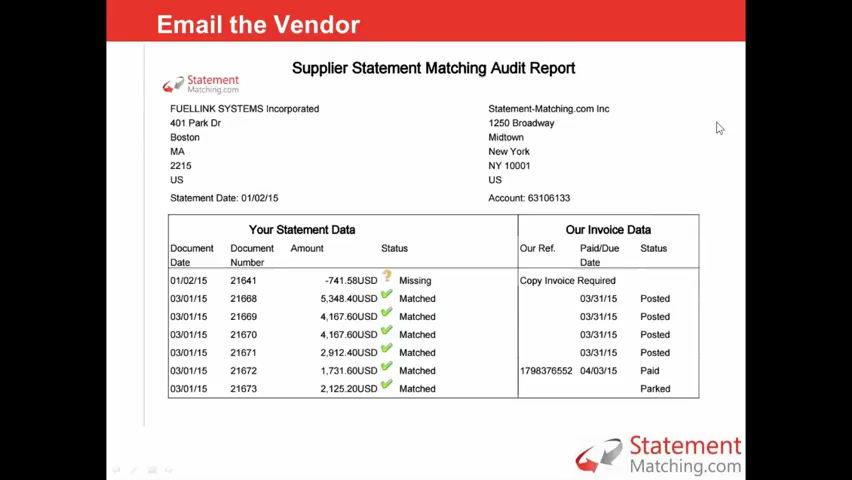 Email the Vendor
Supplier Statement Matching Audit Report
Statement
Matching.com
FUELLINK SYSTEMS Incorporated
401 Park Dr
Boston
MA
2215
US
Statement Date: 01/02/15
Statement-Matching.com Inc
1250 Broadway
Midtown
New York
NY 10001
US
Account: 63106133
Your Statement Data Our Invoice Data
Document Date Document Number Amount Status Our Ref. Paid/Due Date Status
01/02/15 21641 -741.58USD ? Missing Copy Invoice Required
03/01/15 21668 5,348.40USD Matched 03/31/15 Posted
03/01/15 21669 4,167.60USD Matched 03/31/15 Posted
03/01/15 21670 4,167.60USD Matched 03/31/15 Posted
03/01/15 21671 2,912.40USD Matched 03/31/15 Posted
03/01/15 21672 1,731.60USD Matched 1798376552 04/03/15 Paid
03/01/15 21673 2,125.20USD Matched Parked
Statement
Matching.com